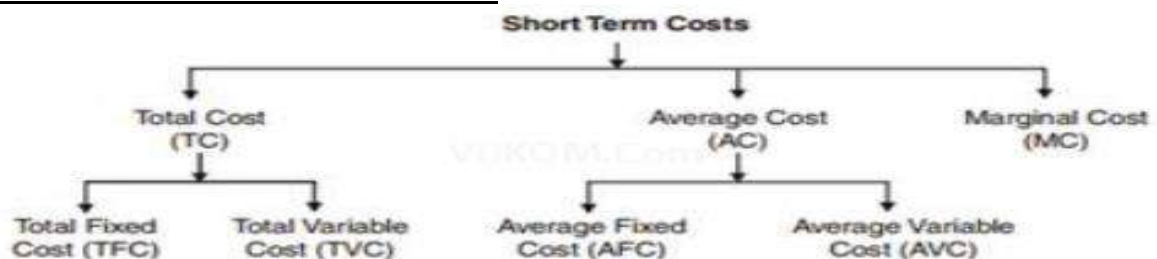 Short Term Costs
Total Cost
(TC)
Average Cost
(AC)
Marginal Cost
(MC)
Total Fixed
Cost (TFC)
Total Variable
Cost (TVC)
Average Fixed
Cost (AFC)
Average Variable
Cost (AVC)